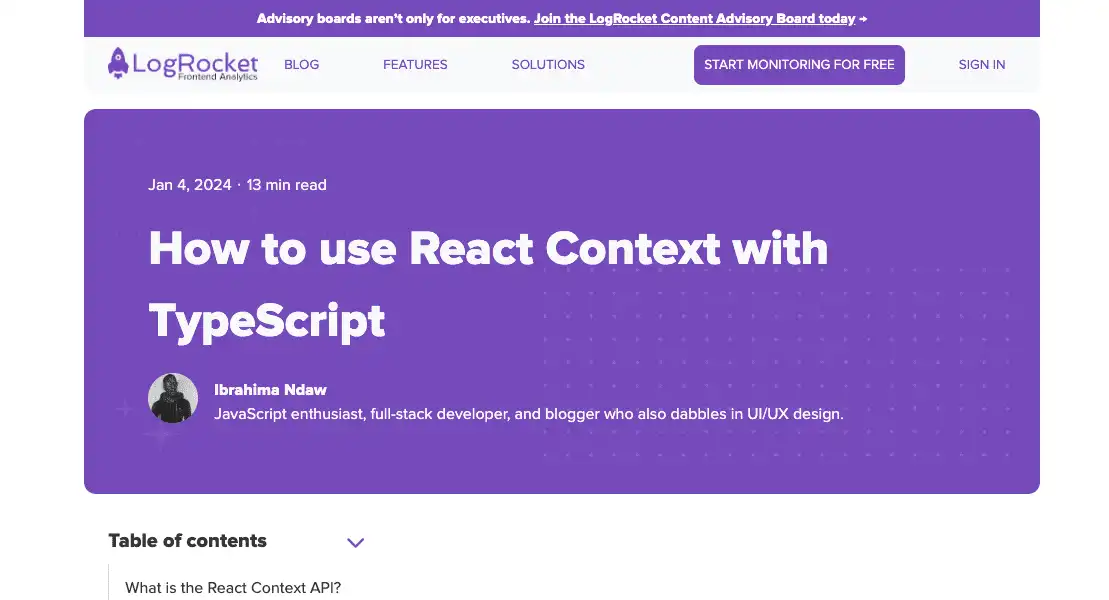 Advisory boards aren't only for executives. Join the LogRocket Content Advisory Board today →
LogRocket
Frontend Analytics
BLOG
FEATURES
SOLUTIONS
START MONITORING FOR FREE
SIGN IN
Jan 4, 2024 · 13 min read
How to use React Context with
TypeScript
Ibrahima Ndaw
JavaScript enthusiast, full-stack developer, and blogger who also dabbles in UI/UX design.
Table of contents
What is the React Context API?